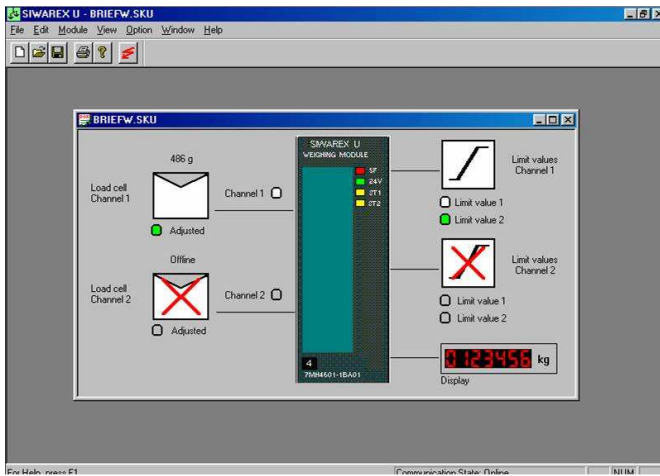 SIWAREX U - BRIEFW.SKU
File Edit Module View Option Window Help
BRIEFW.SKU
486 g
Load cell
Channel 1
Channel 1
Adjusted
Offline
Load cell
Channel 2
Channel 2
Adjusted
SIWAREX U
WEIGHING MODULE
SF
24V
ST1
ST2
4
7MH4601-1BA01
Limit values
Channel 1
Limit value 1
Limit value 2
Limit values
Channel 2
Limit value 1
Limit value 2
0123456 kg
Display
For Help, press F1
Communication State: Online
NUM